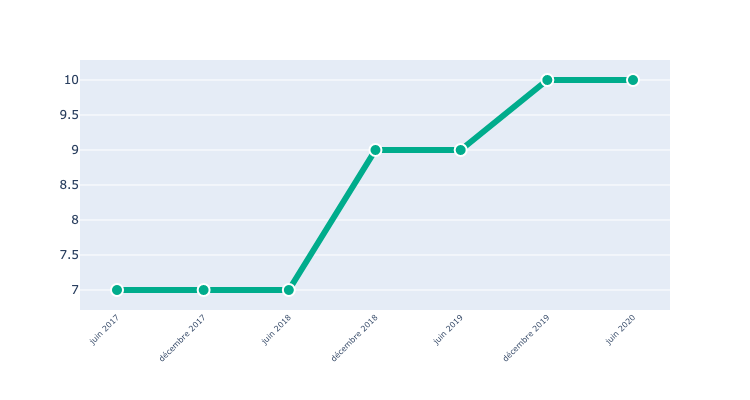 10
9.5
9
8.5
8
7.5
7
juin 2017
décembre 2017
juin 2018
décembre 2018
juin 2019
décembre 2019
juin 2020